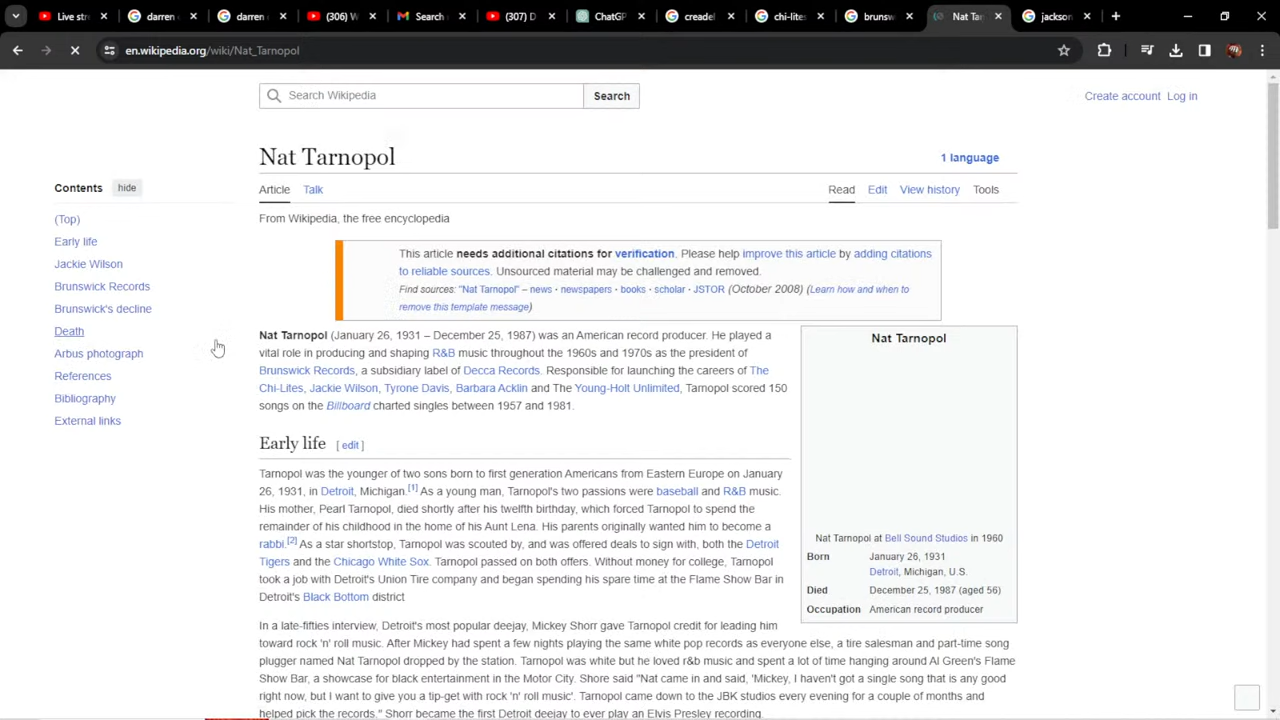 Live str
darren c
darren c
(306) W
Search
(307) D
ChatGP
creadel
chi-lites
brunsw
Nat Tar
jackson
en.wikipedia.org/wiki/Nat_Tarnopol
Search Wikipedia
Search
Create account
Log in
Nat Tarnopol
1 language
Contents
hide
Article
Talk
Read
Edit
View history
Tools
(Top)
Early life
Jackie Wilson
Brunswick Records
Brunswick's decline
Death
Arbus photograph
References
Bibliography
External links
From Wikipedia, the free encyclopedia
This article needs additional citations for verification. Please help improve this article by adding citations
to reliable sources. Unsourced material may be challenged and removed.
Find sources: "Nat Tarnopol" – news · newspapers · books · scholar · JSTOR (October 2008) (Learn how and when to
remove this template message)
Nat Tarnopol (January 26, 1931 – December 25, 1987) was an American record producer. He played a
vital role in producing and shaping R&B music throughout the 1960s and 1970s as the president of
Brunswick Records, a subsidiary label of Decca Records. Responsible for launching the careers of The
Chi-Lites, Jackie Wilson, Tyrone Davis, Barbara Acklin and The Young-Holt Unlimited, Tarnopol scored 150
songs on the Billboard charted singles between 1957 and 1981.
Nat Tarnopol
Nat Tarnopol at Bell Sound Studios in 1960
Born January 26, 1931
Detroit, Michigan, U.S.
Died December 25, 1987 (aged 56)
Occupation American record producer
Early life [ edit ]
Tarnopol was the younger of two sons born to first generation Americans from Eastern Europe on January
26, 1931, in Detroit, Michigan.[1] As a young man, Tarnopol's two passions were baseball and R&B music.
His mother, Pearl Tarnopol, died shortly after his twelfth birthday, which forced Tarnopol to spend the
remainder of his childhood in the home of his Aunt Lena. His parents originally wanted him to become a
rabbi.[2] As a star shortstop, Tarnopol was scouted by, and was offered deals to sign with, both the Detroit
Tigers and the Chicago White Sox. Tarnopol passed on both offers. Without money for college, Tarnopol
took a job with Detroit's Union Tire company and began spending his spare time at the Flame Show Bar in
Detroit's Black Bottom district
In a late-fifties interview, Detroit's most popular deejay, Mickey Shorr gave Tarnopol credit for leading him
toward rock 'n' roll music. After Mickey had spent a few nights playing the same white pop records as everyone else, a tire salesman and part-time song
plugger named Nat Tarnopol dropped by the station. Tarnopol was white but he loved r&b music and spent a lot of time hanging around Al Green's Flame
Show Bar, a showcase for black entertainment in the Motor City. Shore said "Nat came in and said, 'Mickey, I haven't got a single song that is any good
right now, but I want to give you a tip-get with rock 'n' roll music'. Tarnopol came down to the JBK studios every evening for a couple of months and
helped pick the records." Shorr became the first Detroit deejay to ever play an Elvis Presley recording.